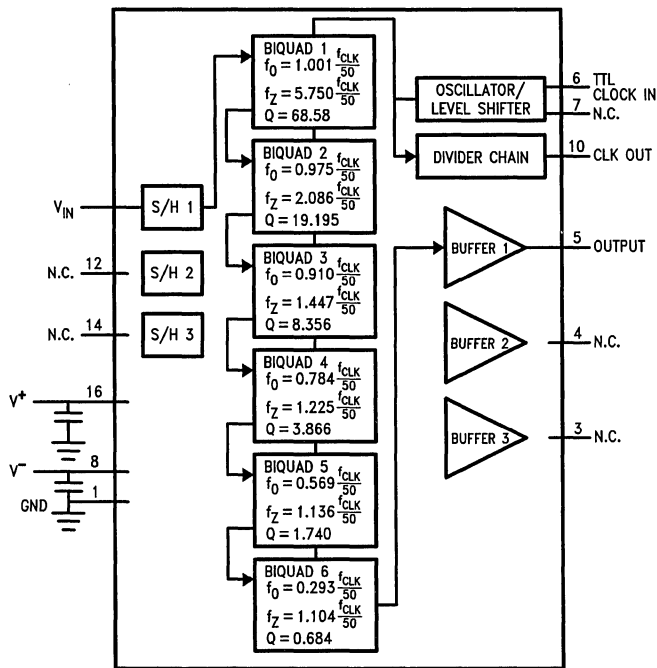 BIQUAD 1
f0 = 1.001 fCLK/50
fZ = 5.750 fCLK/50
Q = 68.58
BIQUAD 2
f0 = 0.975 fCLK/50
fZ = 2.086 fCLK/50
Q = 19.195
BIQUAD 3
f0 = 0.910 fCLK/50
fZ = 1.447 fCLK/50
Q = 8.356
BIQUAD 4
f0 = 0.784 fCLK/50
fZ = 1.225 fCLK/50
Q = 3.866
BIQUAD 5
f0 = 0.569 fCLK/50
fZ = 1.136 fCLK/50
Q = 1.740
BIQUAD 6
f0 = 0.293 fCLK/50
fZ = 1.104 fCLK/50
Q = 0.684
VIN
S/H 1
N.C. 12
S/H 2
N.C. 14
S/H 3
V+ 16
V- 8
GND 1
OSCILLATOR/
LEVEL SHIFTER
6 TTL
CLOCK IN
7 N.C.
DIVIDER CHAIN
10 CLK OUT
BUFFER 1
5 OUTPUT
BUFFER 2
4 N.C.
BUFFER 3
3 N.C.